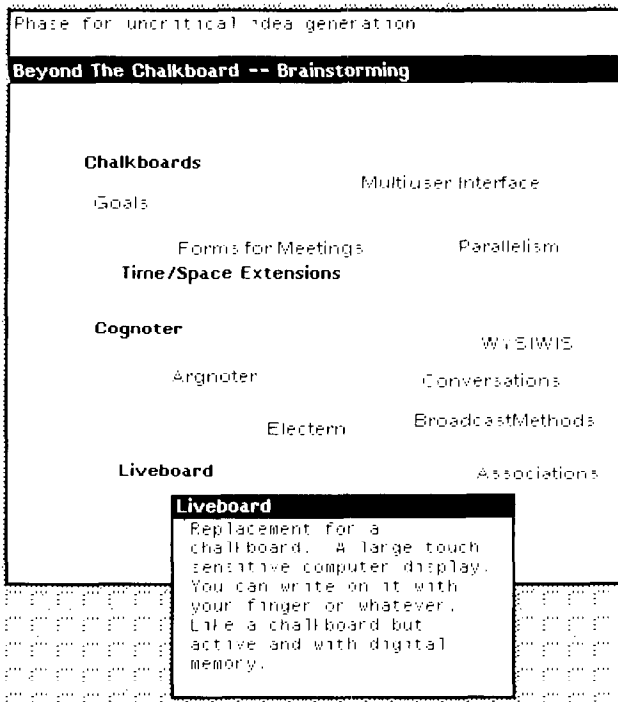 Phase for uncritical idea generation
Beyond The Chalkboard -- Brainstorming
Chalkboards
Multiuser Interface
Goals
Forms for Meetings
Parallelism
Time/Space Extensions
Cognoter
WYSIWIS
Argnoter
Conversations
BroadcastMethods
Electern
Liveboard
Associations
Liveboard
Replacement for a
chalkboard. A large touch
sensitive computer display.
You can write on it with
your finger or whatever.
Like a chalkboard but
active and with digital
memory.